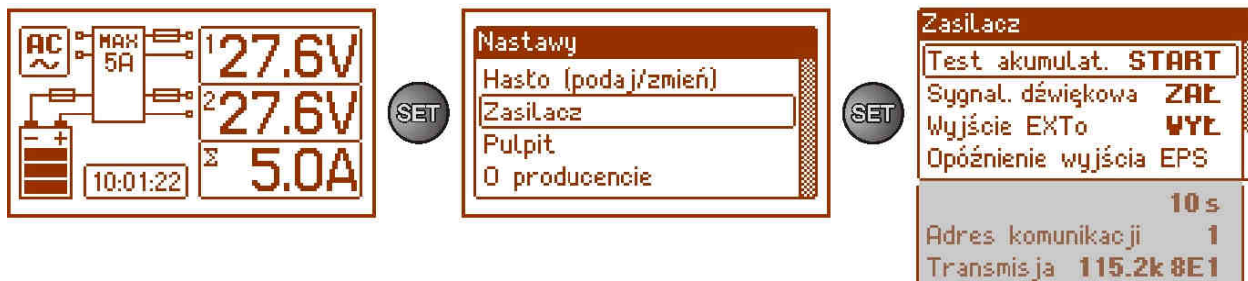 AC
MAX
5A
1 27.6V
2 27.6V
Σ 5.0A
- +
10:01:22
SET
Nastawy
Hasło (podaj/zmień)
Zasilacz
Pulpit
O producencie
SET
Zasilacz
Test akumulat. START
Sygnal. dźwiękowa ZAŁ
Wyjście EXTo WYŁ
Opóźnienie wyjścia EPS
10 s
Adres komunikacji 1
Transmisja 115.2k 8E1